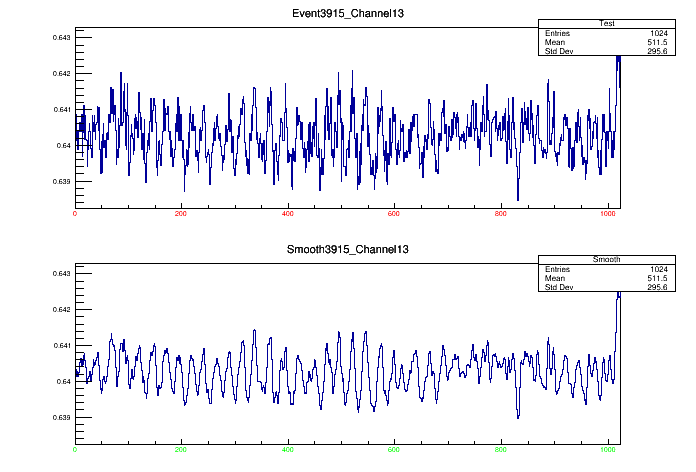 Event3915_Channel13
Test
Entries 1024
Mean 511.5
Std Dev 295.6
0.643
0.642
0.641
0.64
0.639
0 200 400 600 800 1000
Smooth3915_Channel13
Smooth
Entries 1024
Mean 511.5
Std Dev 295.6
0.643
0.642
0.641
0.64
0.639
0 200 400 600 800 1000